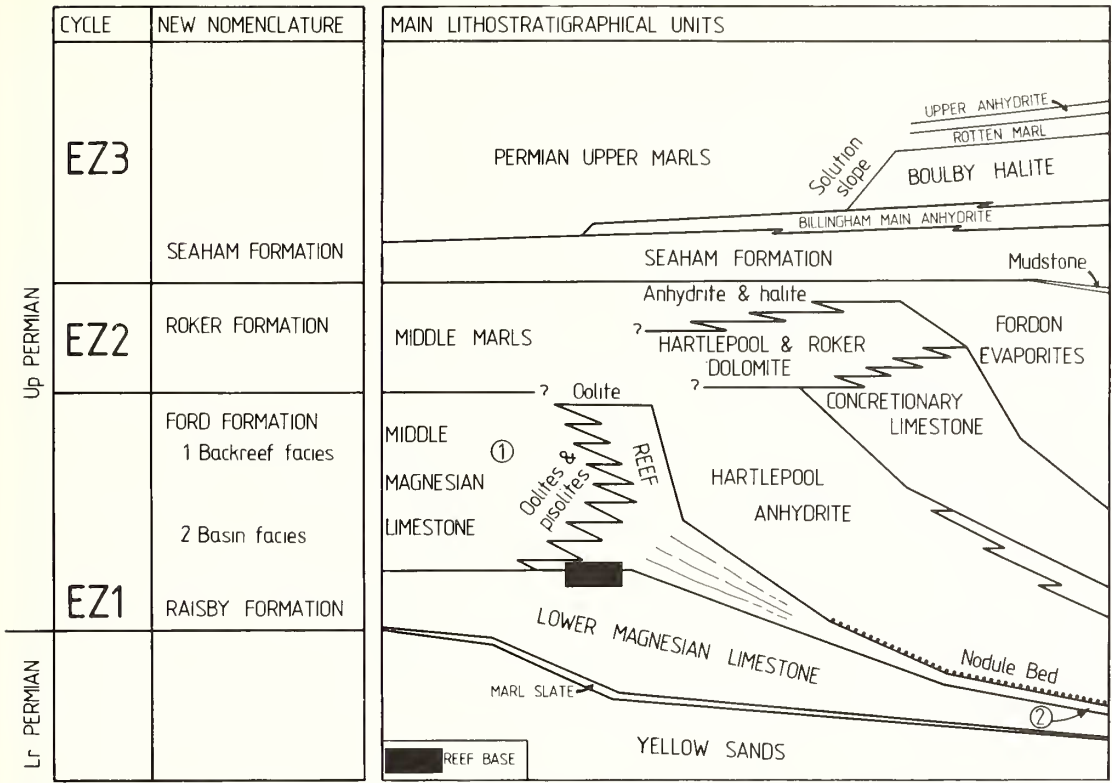 CYCLE
NEW NOMENCLATURE
MAIN LITHOSTRATIGRAPHICAL UNITS
Up PERMIAN
Lr PERMIAN
EZ3
SEAHAM FORMATION
EZ2
ROKER FORMATION
FORD FORMATION
1 Backreef facies
2 Basin facies
EZ1
RAISBY FORMATION
UPPER ANHYDRITE
ROTTEN MARL
PERMIAN UPPER MARLS
Solution
slope
BOULBY HALITE
BILLINGHAM MAIN ANHYDRITE
SEAHAM FORMATION
Mudstone
Anhydrite & halite
MIDDLE MARLS
?
HARTLEPOOL & ROKER
DOLOMITE
FORDON
EVAPORITES
?
Oolite
?
CONCRETIONARY
LIMESTONE
MIDDLE
MAGNESIAN
LIMESTONE
1
Oolites &
pisolites
REEF
HARTLEPOOL
ANHYDRITE
LOWER MAGNESIAN LIMESTONE
Nodule Bed
2
MARL SLATE
YELLOW SANDS
REEF BASE